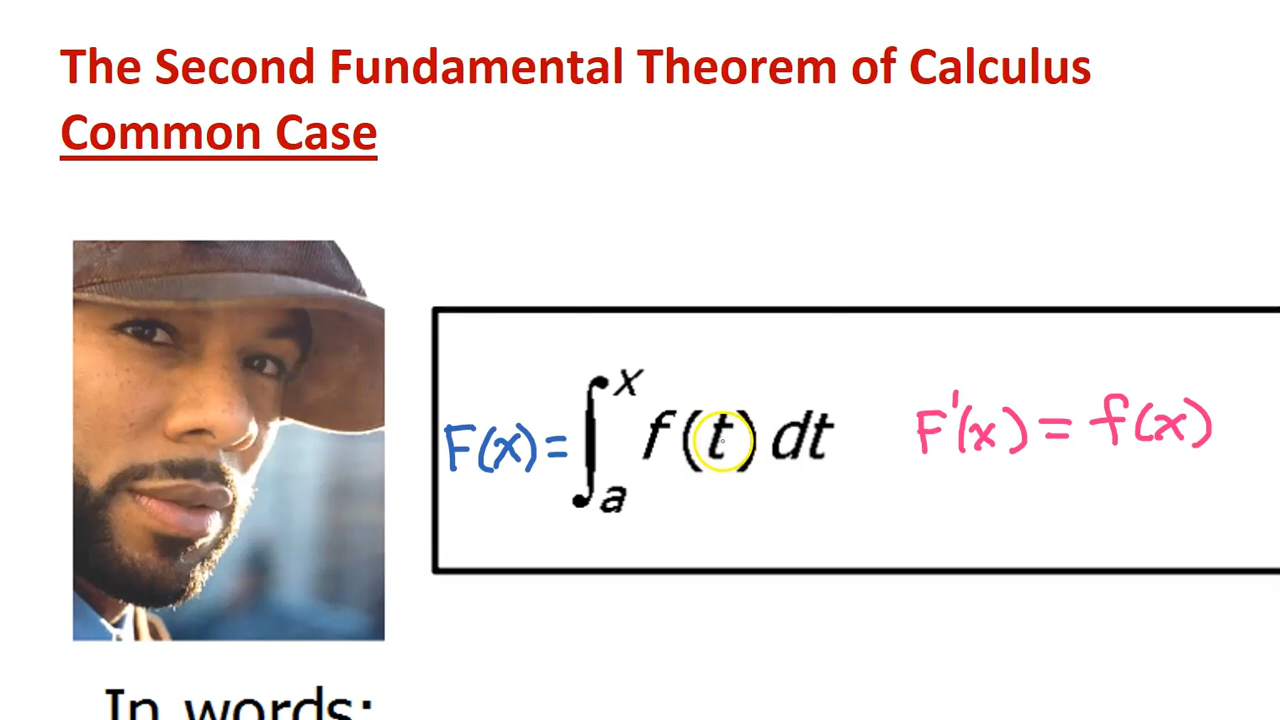 The Second Fundamental Theorem of Calculus
Common Case
F(x) = ∫ₐˣ f(t) dt F'(x) = f(x)
In words: